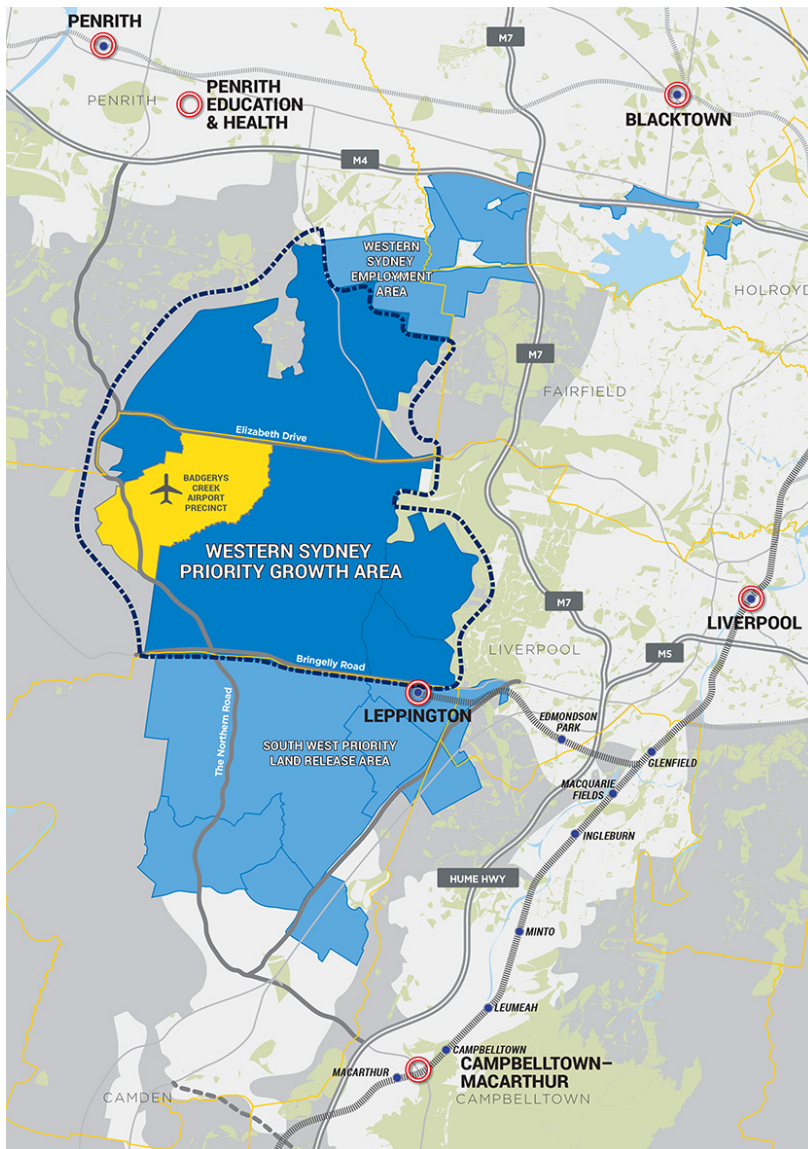 PENRITH
M7
PENRITH
PENRITH
EDUCATION
& HEALTH
BLACKTOWN
M4
WESTERN
SYDNEY
EMPLOYMENT
AREA
HOLROYD
M7
FAIRFIELD
Elizabeth Drive
BADGERYS
CREEK
AIRPORT
PRECINCT
WESTERN SYDNEY
PRIORITY GROWTH AREA
M7
LIVERPOOL
LIVERPOOL
M5
Bringelly Road
LEPPINGTON
The Northern Road
SOUTH WEST PRIORITY
LAND RELEASE AREA
EDMONDSON
PARK
GLENFIELD
MACQUARIE
FIELDS
INGLEBURN
HUME HWY
MINTO
LEUMEAH
CAMPBELLTOWN
MACARTHUR
CAMPBELLTOWN–
MACARTHUR
CAMDEN
CAMPBELLTOWN